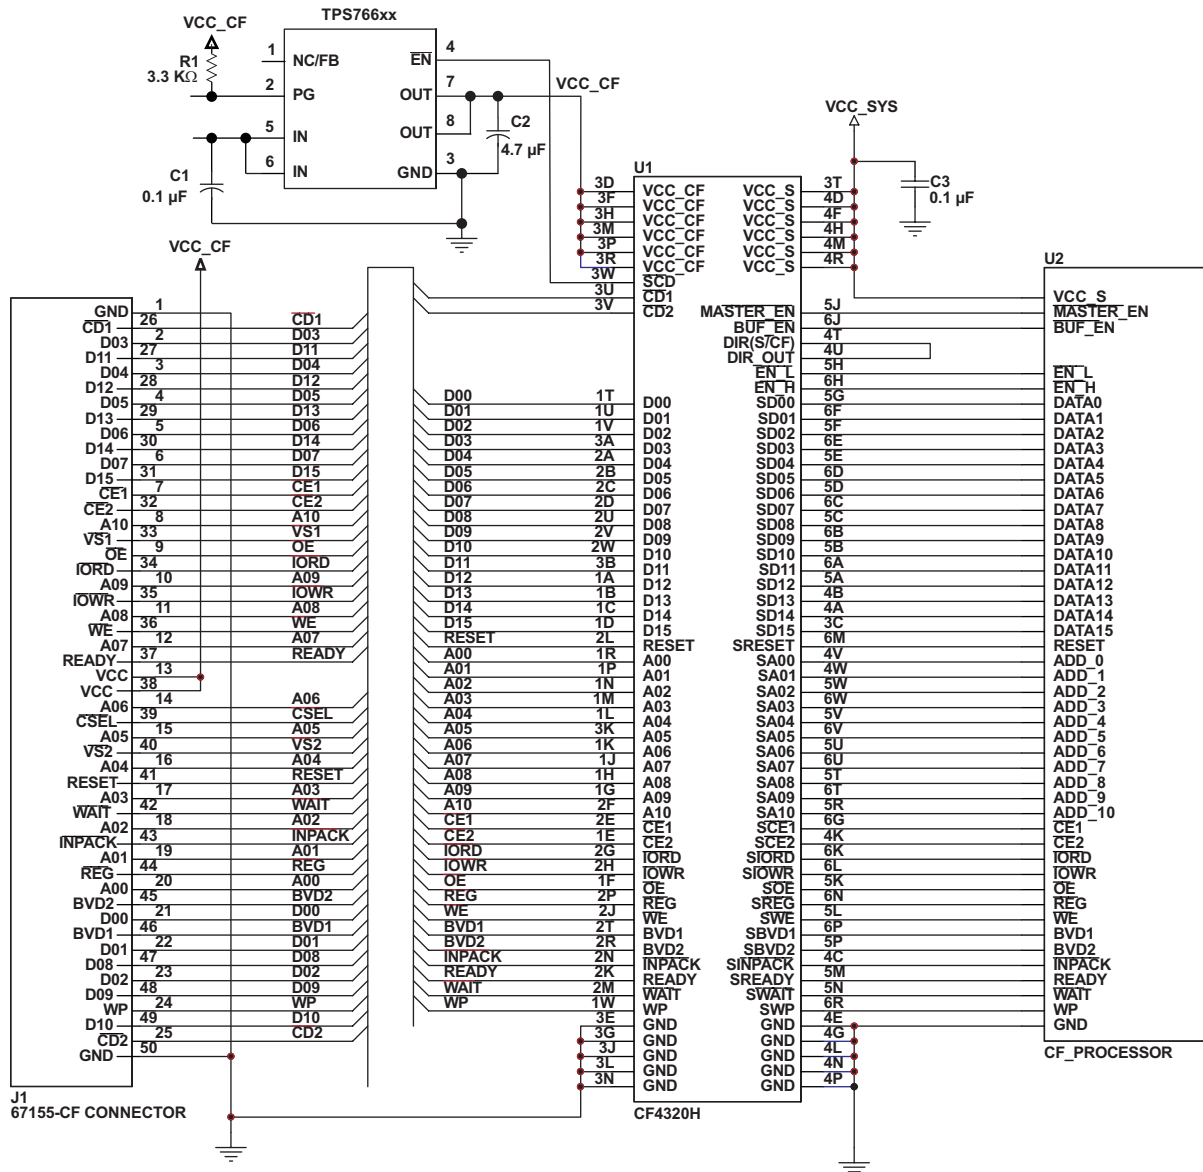 TPS766xx
VCC_CF
R1
3.3 KΩ
1 NC/FB
2 PG
5 IN
6 IN
EN 4
OUT 7
OUT 8
GND 3
C1
0.1 µF
C2
4.7 µF
VCC_CF
VCC_CF
VCC_SYS
C3
0.1 µF
U1
3D VCC_CF VCC_S 3T
3F VCC_CF VCC_S 4D
3H VCC_CF VCC_S 4F
3M VCC_CF VCC_S 4H
3P VCC_CF VCC_S 4M
3R VCC_CF VCC_S 4R
3W SCD
3U CD1
3V CD2 MASTER_EN 5J
BUF_EN 6J
DIR(S/CF) 4T
DIR_OUT 4U
EN_L 5H
EN_H 6H
D00 1T D00 SD00 5G
D01 1U D01 SD01 6F
D02 1V D02 SD02 5F
D03 3A D03 SD03 6E
D04 2A D04 SD04 5E
D05 2B D05 SD05 6D
D06 2C D06 SD06 5D
D07 2D D07 SD07 6C
D08 2U D08 SD08 5C
D09 2V D09 SD09 6B
D10 2W D10 SD10 5B
D11 3B D11 SD11 6A
D12 1A D12 SD12 5A
D13 1B D13 SD13 4B
D14 1C D14 SD14 4A
D15 1D D15 SD15 3C
RESET 2L RESET SRESET 6M
A00 1R A00 SA00 4V
A01 1P A01 SA01 4W
A02 1N A02 SA02 5W
A03 1M A03 SA03 6W
A04 1L A04 SA04 5V
A05 3K A05 SA05 6V
A06 1K A06 SA06 5U
A07 1J A07 SA07 6U
A08 1H A08 SA08 5T
A09 1G A09 SA09 6T
A10 2F A10 SA10 5R
CE1 2E CE1 SCE1 6G
CE2 1E CE2 SCE2 4K
IORD 2G IORD SIORD 6K
IOWR 2H IOWR SIOWR 6L
OE 1F OE SOE 5K
REG 2P REG SREG 6N
WE 2J WE SWE 5L
BVD1 2T BVD1 SBVD1 6P
BVD2 2R BVD2 SBVD2 5P
INPACK 2N INPACK SINPACK 4C
READY 2K READY SREADY 5M
WAIT 2M WAIT SWAIT 5N
WP 1W WP SWP 6R
3E GND GND 4E
3G GND GND 4G
3J GND GND 4L
3L GND GND 4N
3N GND GND 4P
CF4320H
U2
VCC_S
MASTER_EN
BUF_EN
EN_L
EN_H
DATA0
DATA1
DATA2
DATA3
DATA4
DATA5
DATA6
DATA7
DATA8
DATA9
DATA10
DATA11
DATA12
DATA13
DATA14
DATA15
RESET
ADD_0
ADD_1
ADD_2
ADD_3
ADD_4
ADD_5
ADD_6
ADD_7
ADD_8
ADD_9
ADD_10
CE1
CE2
IORD
IOWR
OE
REG
WE
BVD1
BVD2
INPACK
READY
WAIT
WP
GND
CF_PROCESSOR
GND 1
CD1 26 CD1
D03 2 D03
D11 27 D11
D04 3 D04
D12 28 D12
D05 4 D05
D13 29 D13
D06 5 D06
D14 30 D14
D07 6 D07
D15 31 D15
CE1 7 CE1
CE2 32 CE2
A10 8 A10
VS1 33 VS1
OE 9 OE
IORD 34 IORD
A09 10 A09
IOWR 35 IOWR
A08 11 A08
WE 36 WE
A07 12 A07
READY 37 READY
VCC 13
VCC 38
A06 14 A06
CSEL 39 CSEL
A05 15 A05
VS2 40 VS2
A04 16 A04
RESET 41 RESET
A03 17 A03
WAIT 42 WAIT
A02 18 A02
INPACK 43 INPACK
A01 19 A01
REG 44 REG
A00 20 A00
BVD2 45 BVD2
D00 21 D00
BVD1 46 BVD1
D01 22 D01
D08 47 D08
D02 23 D02
D09 48 D09
WP 24 WP
D10 49 D10
CD2 25 CD2
GND 50
J1
67155-CF CONNECTOR